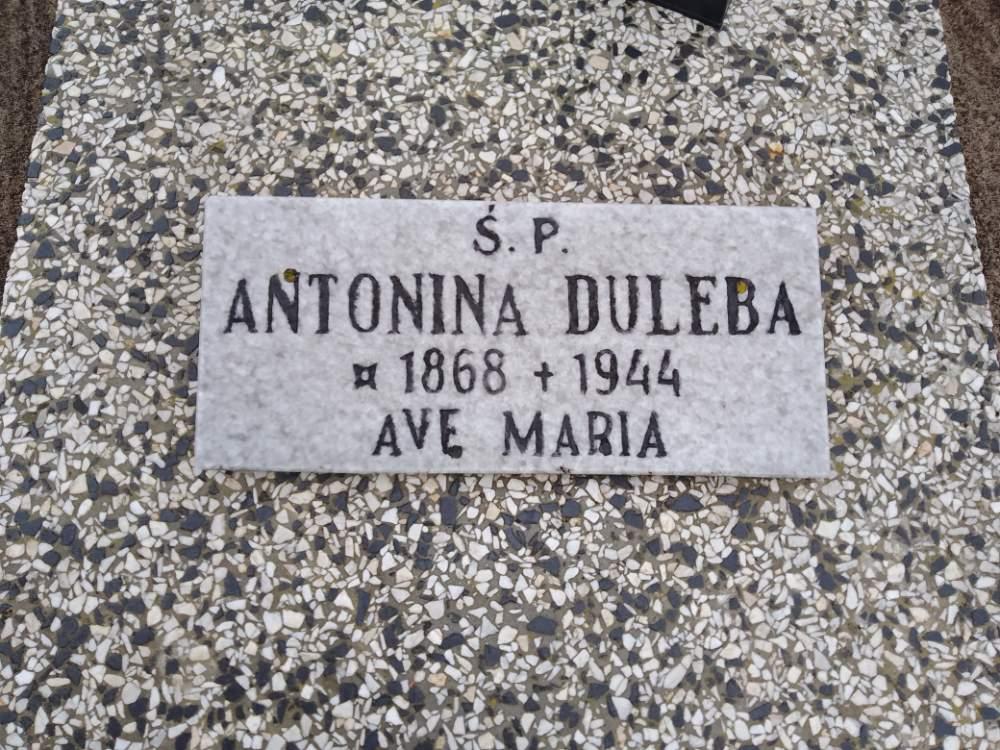 Ś. P.
ANTONINA DULEBA
¤ 1868 + 1944
AVE MARIA